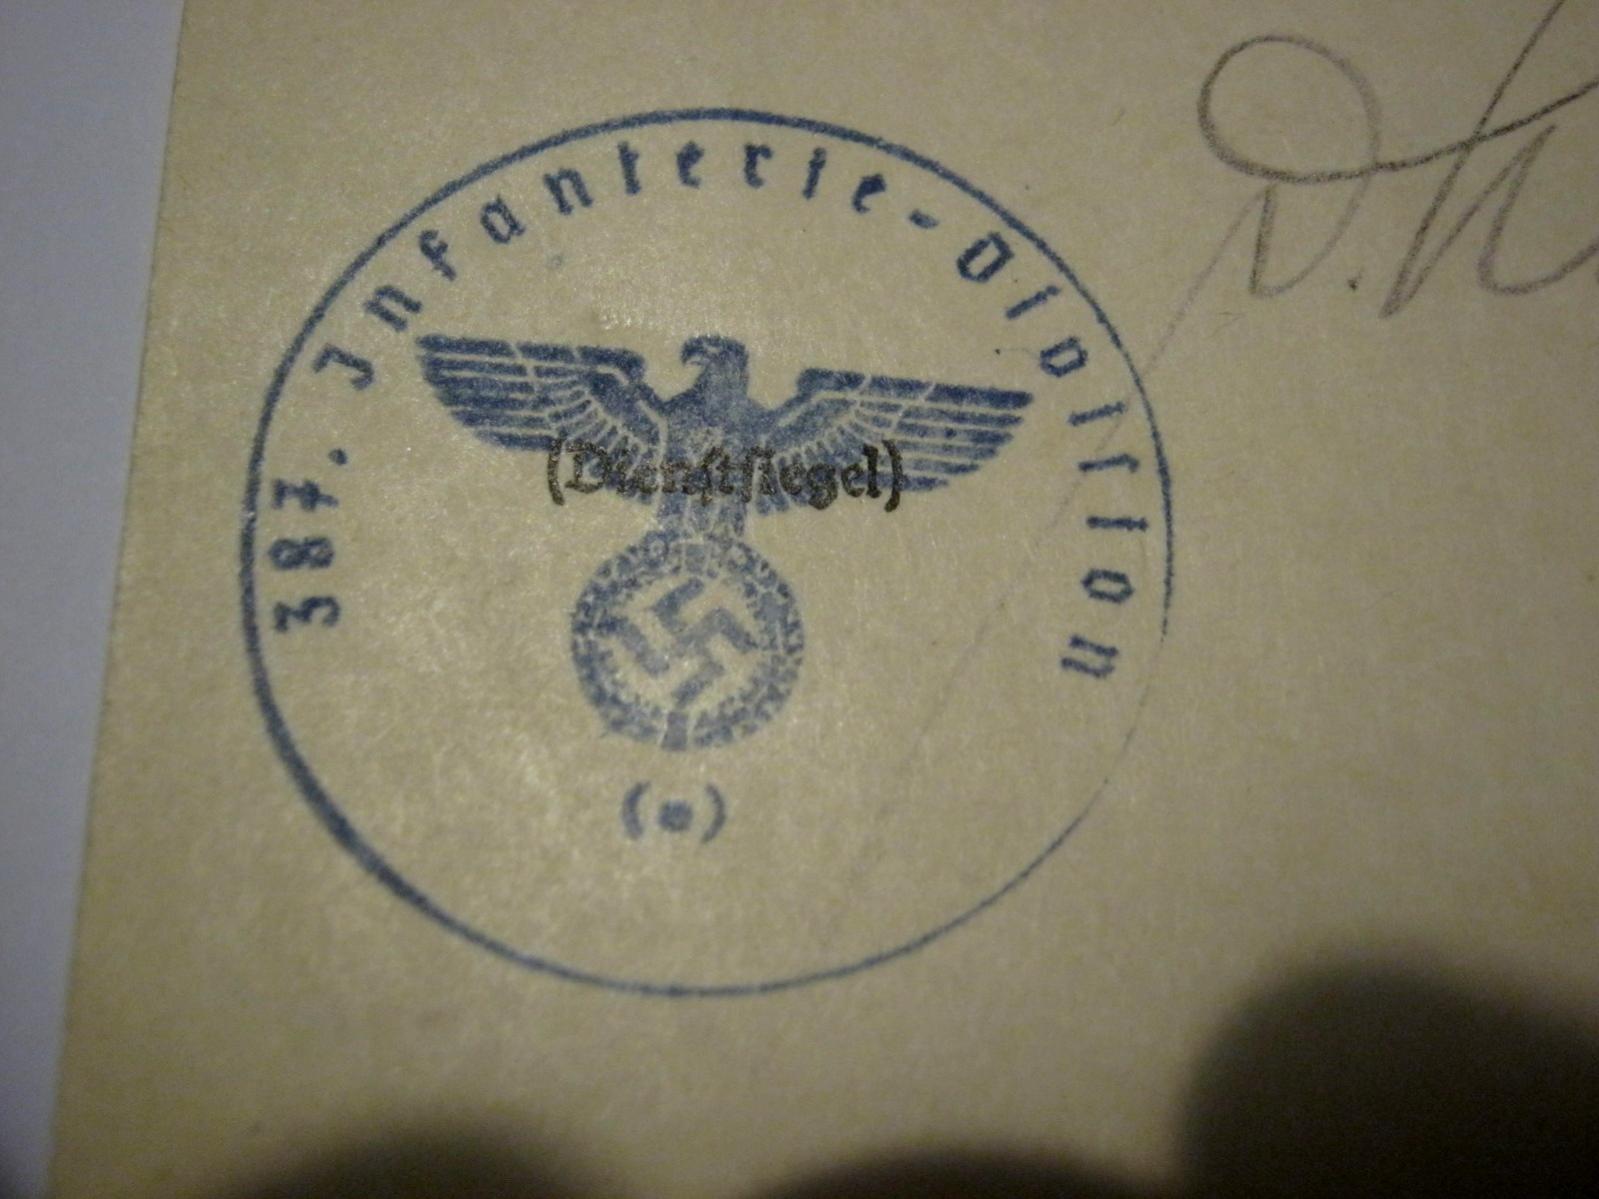 387. Infanterie-Division
(Dienstsiegel)